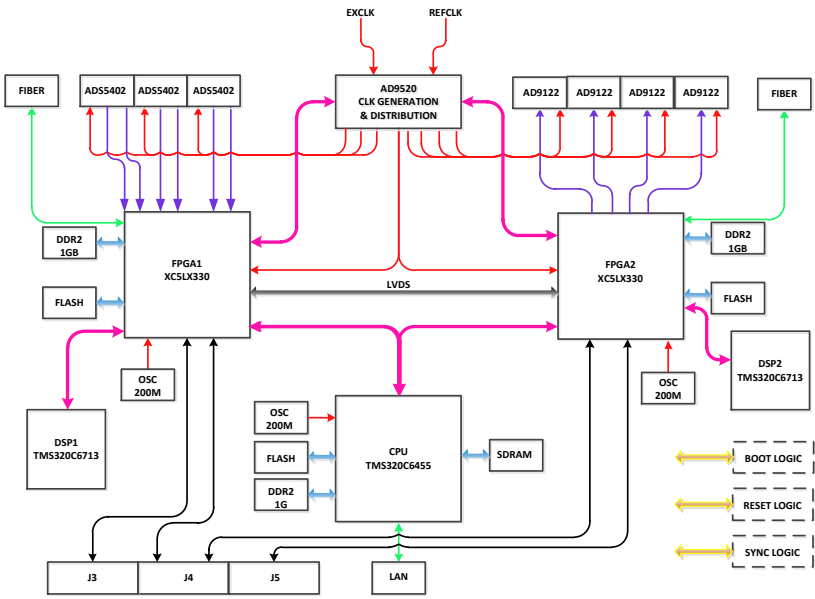 EXCLK
REFCLK
FIBER
ADS5402
ADS5402
ADS5402
AD9520
CLK GENERATION
& DISTRIBUTION
AD9122
AD9122
AD9122
AD9122
FIBER
DDR2
1GB
FPGA1
XC5LX330
FPGA2
XC5LX330
DDR2
1GB
FLASH
LVDS
FLASH
OSC
200M
OSC
200M
DSP2
TMS320C6713
DSP1
TMS320C6713
OSC
200M
CPU
TMS320C6455
FLASH
SDRAM
DDR2
1G
BOOT LOGIC
RESET LOGIC
SYNC LOGIC
J3
J4
J5
LAN